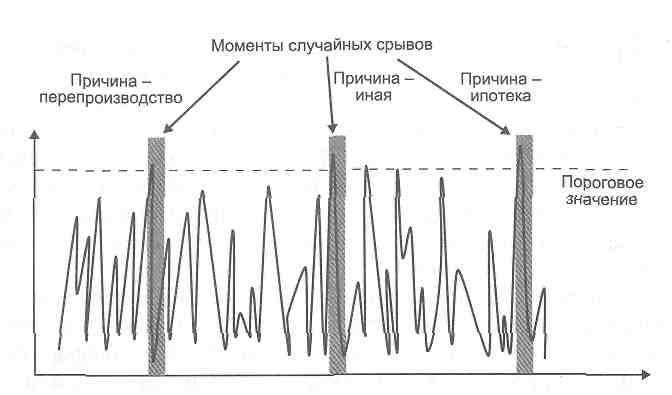 Моменты случайных срывов
Причина –
перепроизводство
Причина –
иная
Причина –
ипотека
Пороговое
значение